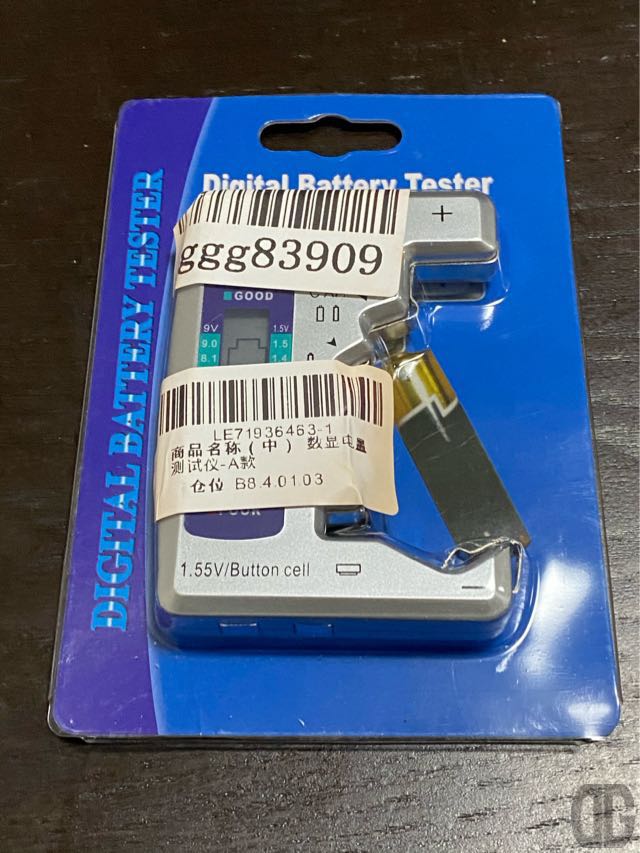 Digital Battery Tester
DIGITAL BATTERY TESTER
+
ggg83909
GOOD
9V 1.5V
9.0 1.5
8.1 1.4
LE71936463-1
商品名称（中） 数显电量
测试仪-A款
仓位 B8.4.0103
1.55V/Button cell
−
DG